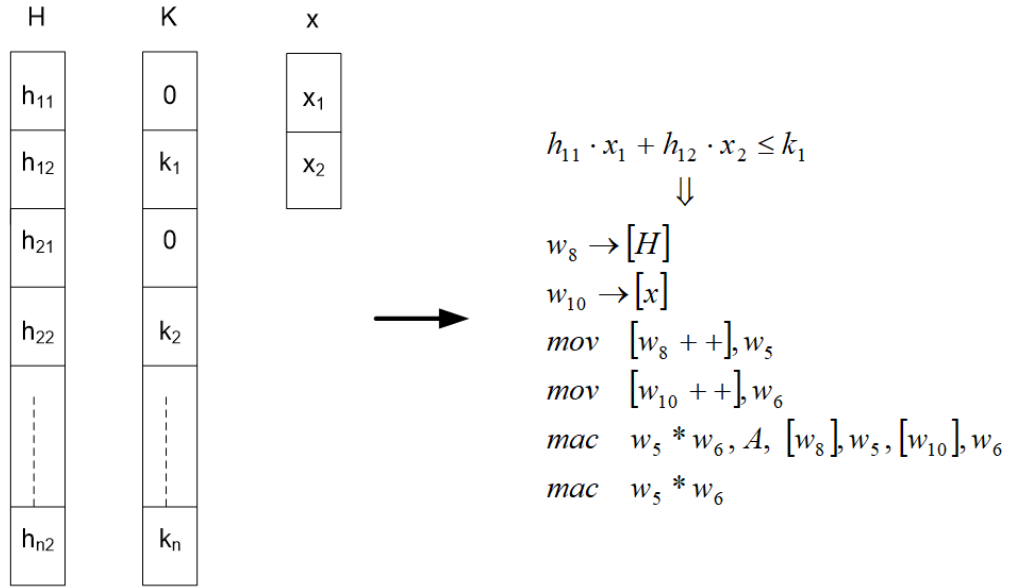 H K x
h₁₁ 0 x₁
h₁₂ k₁ x₂
h₂₁ 0
h₂₂ k₂
hₙ₂ kₙ
h₁₁ · x₁ + h₁₂ · x₂ ≤ k₁
⇓
w₈ → [H]
w₁₀ → [x]
mov [w₈ + +], w₅
mov [w₁₀ + +], w₆
mac w₅ * w₆, A, [w₈], w₅, [w₁₀], w₆
mac w₅ * w₆